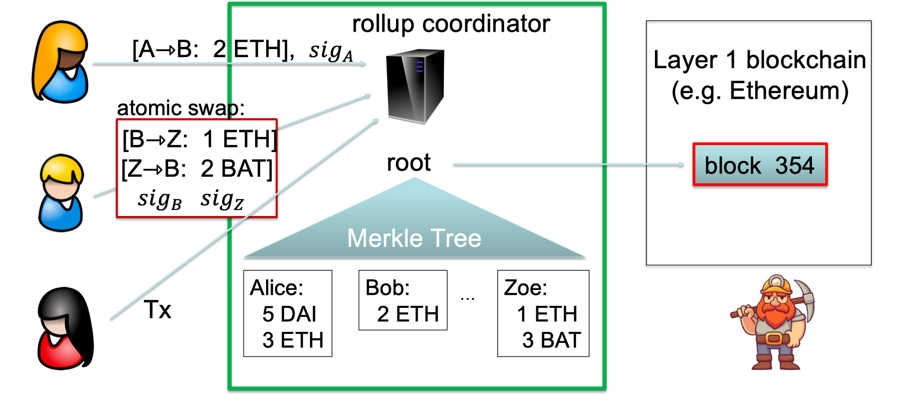 rollup coordinator
[A→B: 2 ETH], sig_A
atomic swap:
[B→Z: 1 ETH]
[Z→B: 2 BAT]
sig_B sig_Z
Tx
root
Merkle Tree
Alice:
5 DAI
3 ETH
Bob:
2 ETH
...
Zoe:
1 ETH
3 BAT
Layer 1 blockchain
(e.g. Ethereum)
block 354